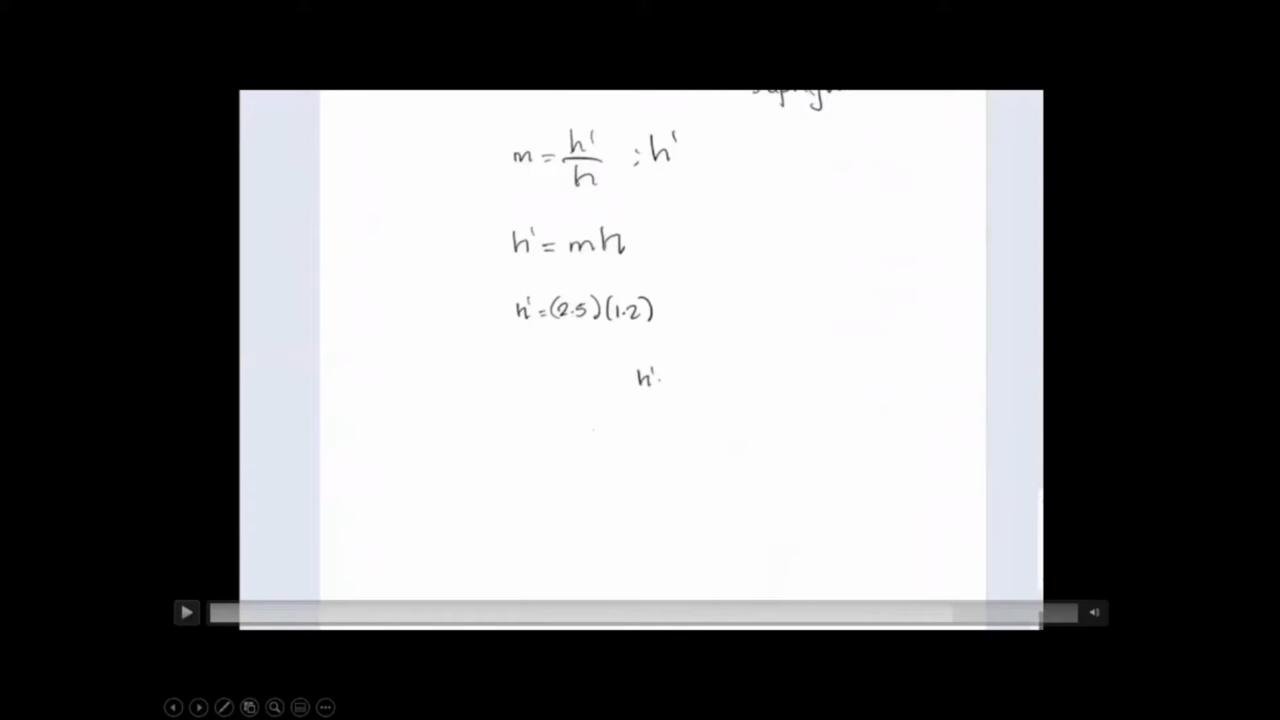 m = h'/h ; h'
h' = mh
h' = (2.5)(1.2)
h'